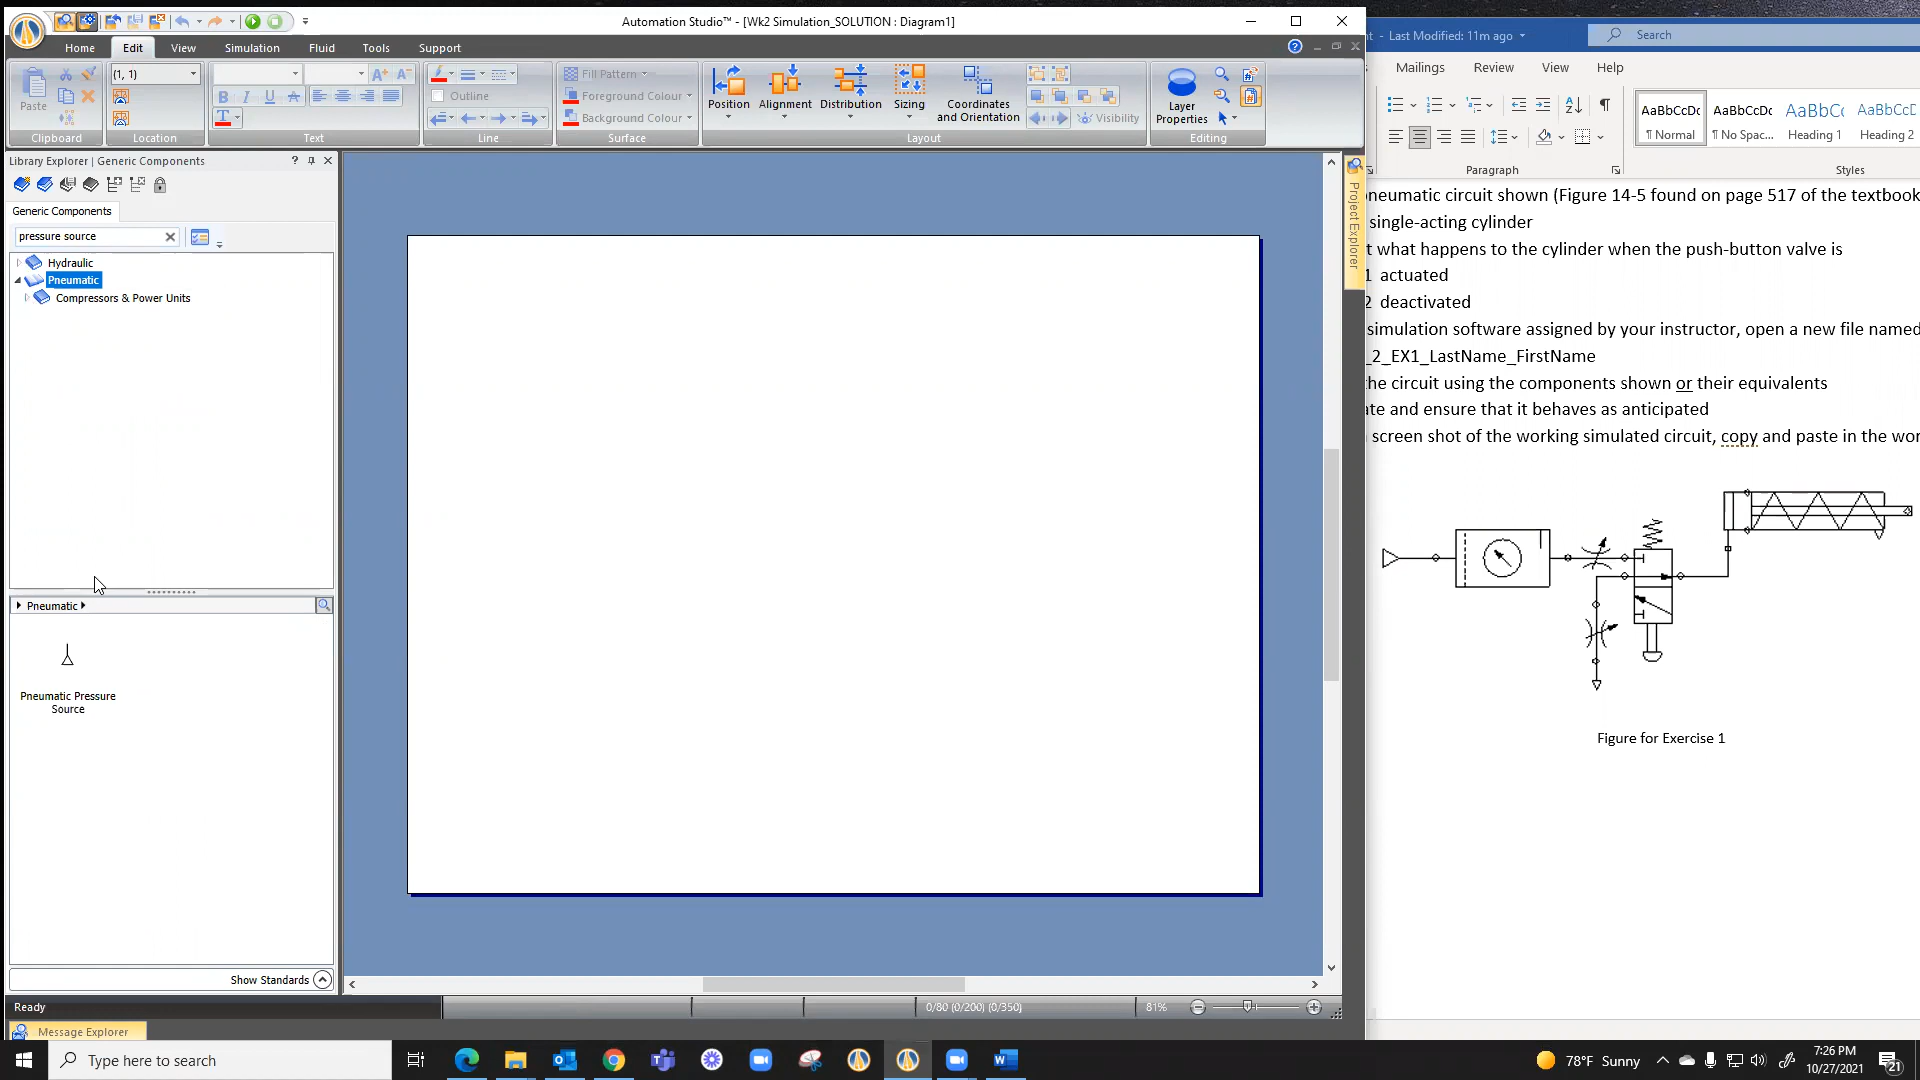 Automation Studio™ - [Wk2 Simulation_SOLUTION : Diagram1]
Home Edit View Simulation Fluid Tools Support
Paste
Clipboard
(1, 1)
Location
B I U A
T
Text
Outline
Line
Fill Pattern
Foreground Colour
Background Colour
Surface
Position
Alignment
Distribution
Sizing
Coordinates and Orientation
Visibility
Layout
Layer Properties
Editing
Library Explorer | Generic Components
Generic Components
pressure source
Hydraulic
Pneumatic
Compressors & Power Units
Pneumatic
Pneumatic Pressure
Source
Show Standards
Project Explorer
Ready
0/80 (0/200) (0/350)
81%
Message Explorer
- Last Modified: 11m ago
Search
Mailings Review View Help
AaBbCcDc AaBbCcDc AaBbCc AaBbCcD
¶ Normal ¶ No Spac... Heading 1 Heading 2
Paragraph Styles
pneumatic circuit shown (Figure 14-5 found on page 517 of the textbook
single-acting cylinder
t what happens to the cylinder when the push-button valve is
1 actuated
2 deactivated
simulation software assigned by your instructor, open a new file named
_2_EX1_LastName_FirstName
the circuit using the components shown or their equivalents
ate and ensure that it behaves as anticipated
screen shot of the working simulated circuit, copy and paste in the wor
Figure for Exercise 1
Type here to search
78°F Sunny
7:26 PM
10/27/2021
21